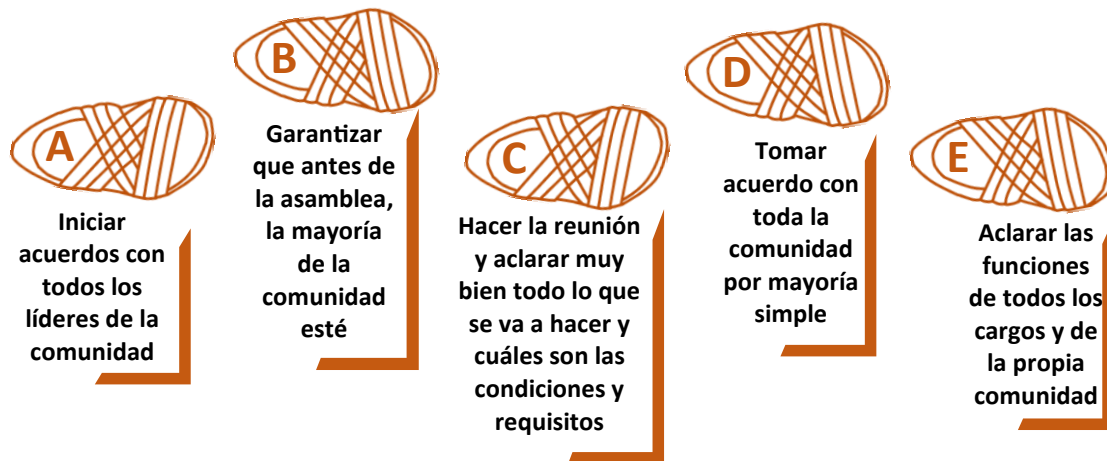 A
Iniciar
acuerdos con
todos los
líderes de la
comunidad
B
Garantizar
que antes de
la asamblea,
la mayoría
de la
comunidad
esté
C
Hacer la reunión
y aclarar muy
bien todo lo que
se va a hacer y
cuáles son las
condiciones y
requisitos
D
Tomar
acuerdo con
toda la
comunidad
por mayoría
simple
E
Aclarar las
funciones
de todos los
cargos y de
la propia
comunidad